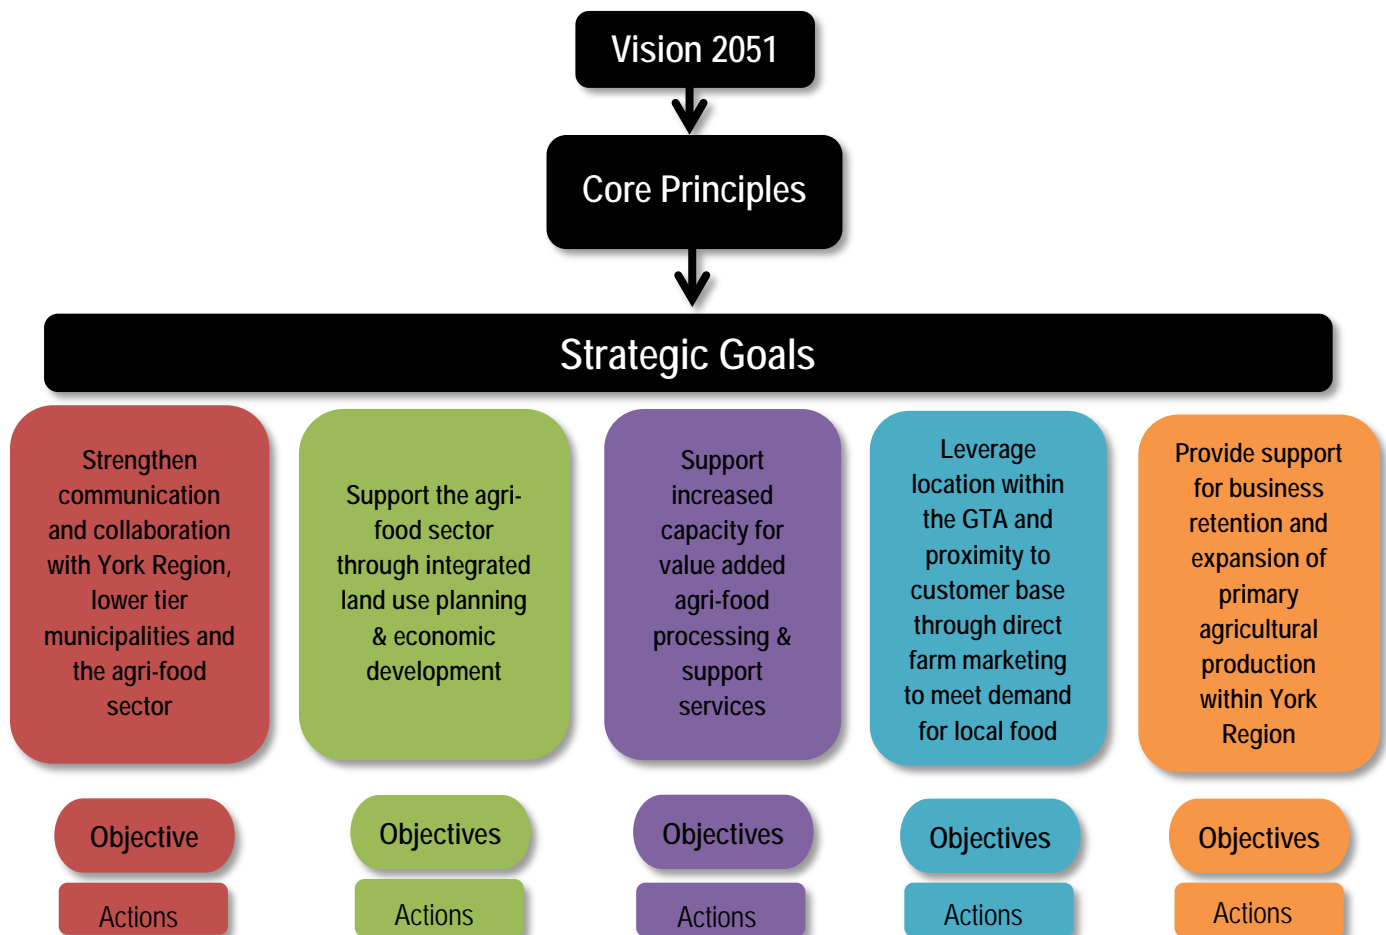 Vision 2051
Core Principles
Strategic Goals
Strengthen
communication
and collaboration
with York Region,
lower tier
municipalities and
the agri-food
sector
Support the agri-
food sector
through integrated
land use planning
& economic
development
Support
increased
capacity for
value added
agri-food
processing &
support
services
Leverage
location within
the GTA and
proximity to
customer base
through direct
farm marketing
to meet demand
for local food
Provide support
for business
retention and
expansion of
primary
agricultural
production
within York
Region
Objective
Objectives
Objectives
Objectives
Objectives
Actions
Actions
Actions
Actions
Actions